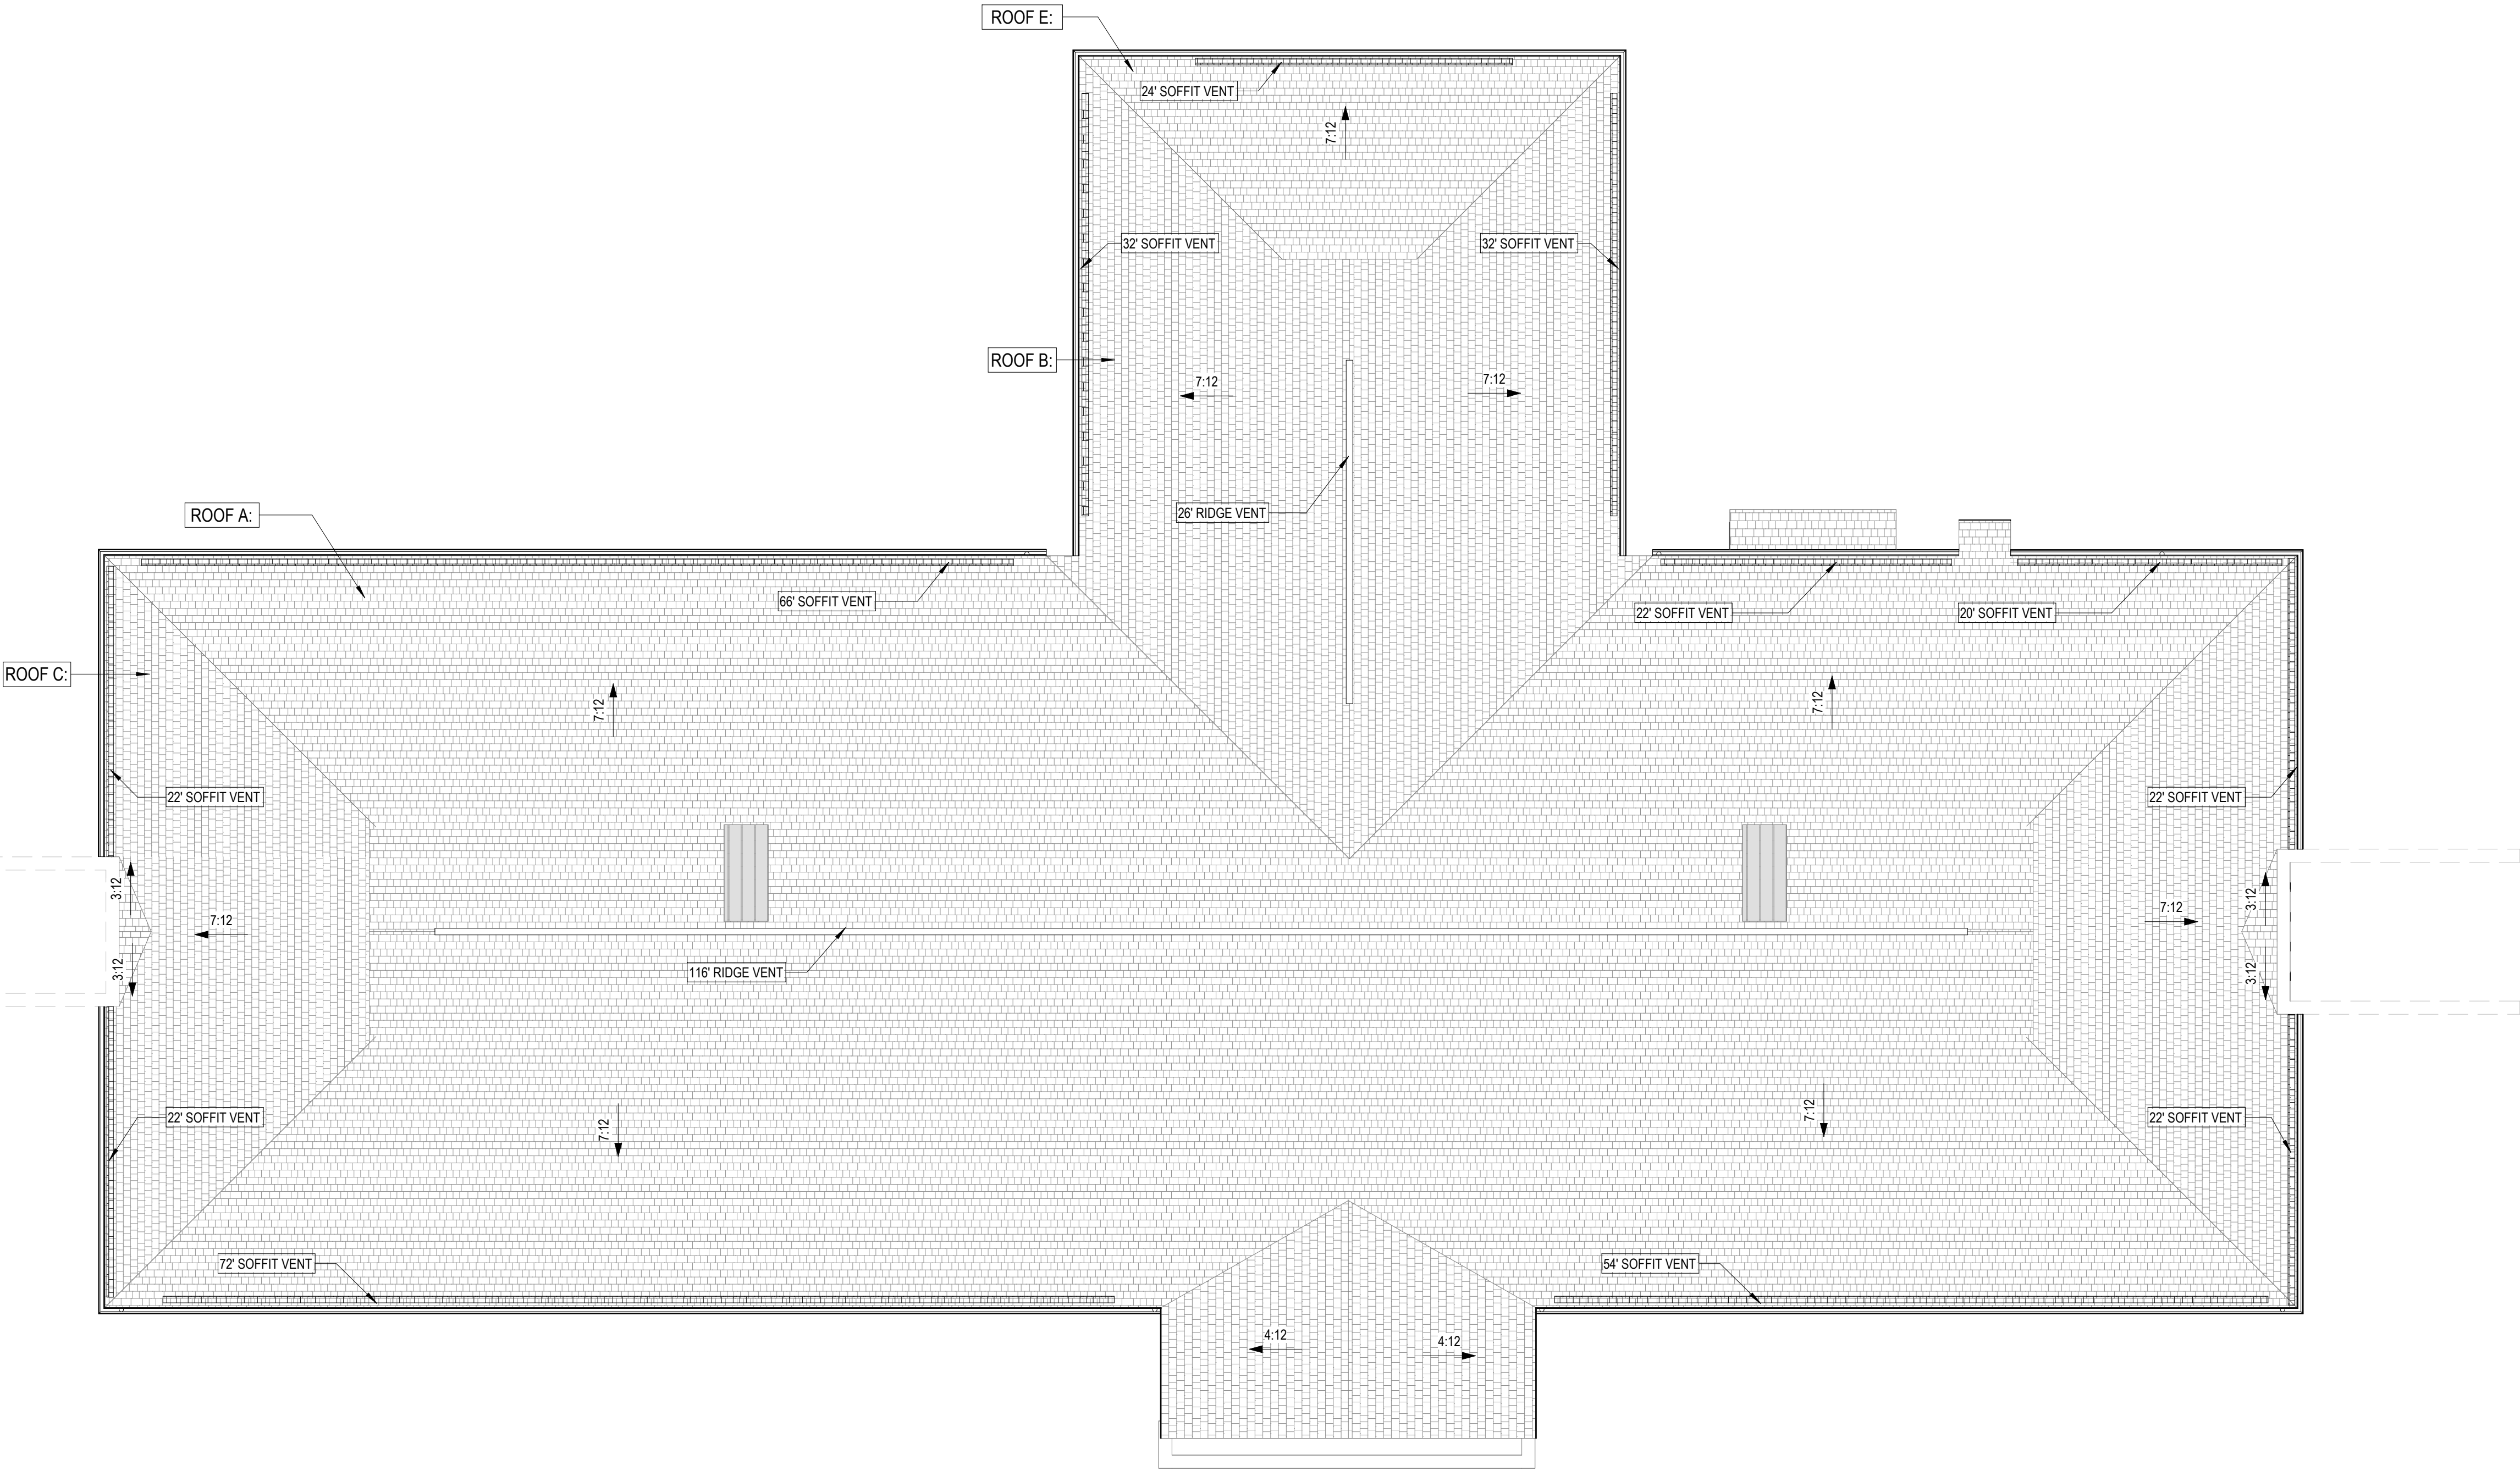 ROOF E:
24' SOFFIT VENT
7:12
32' SOFFIT VENT
32' SOFFIT VENT
ROOF B:
7:12
7:12
26' RIDGE VENT
ROOF A:
66' SOFFIT VENT
22' SOFFIT VENT
20' SOFFIT VENT
ROOF C:
7:12
7:12
22' SOFFIT VENT
22' SOFFIT VENT
3:12
3:12
7:12
7:12
3:12
3:12
116' RIDGE VENT
22' SOFFIT VENT
7:12
7:12
22' SOFFIT VENT
72' SOFFIT VENT
54' SOFFIT VENT
4:12
4:12